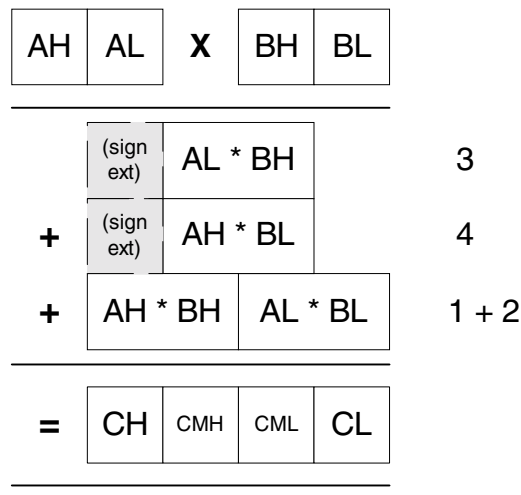 AH AL X BH BL
(sign ext) AL * BH 3
+ (sign ext) AH * BL 4
+ AH * BH AL * BL 1 + 2
= CH CMH CML CL